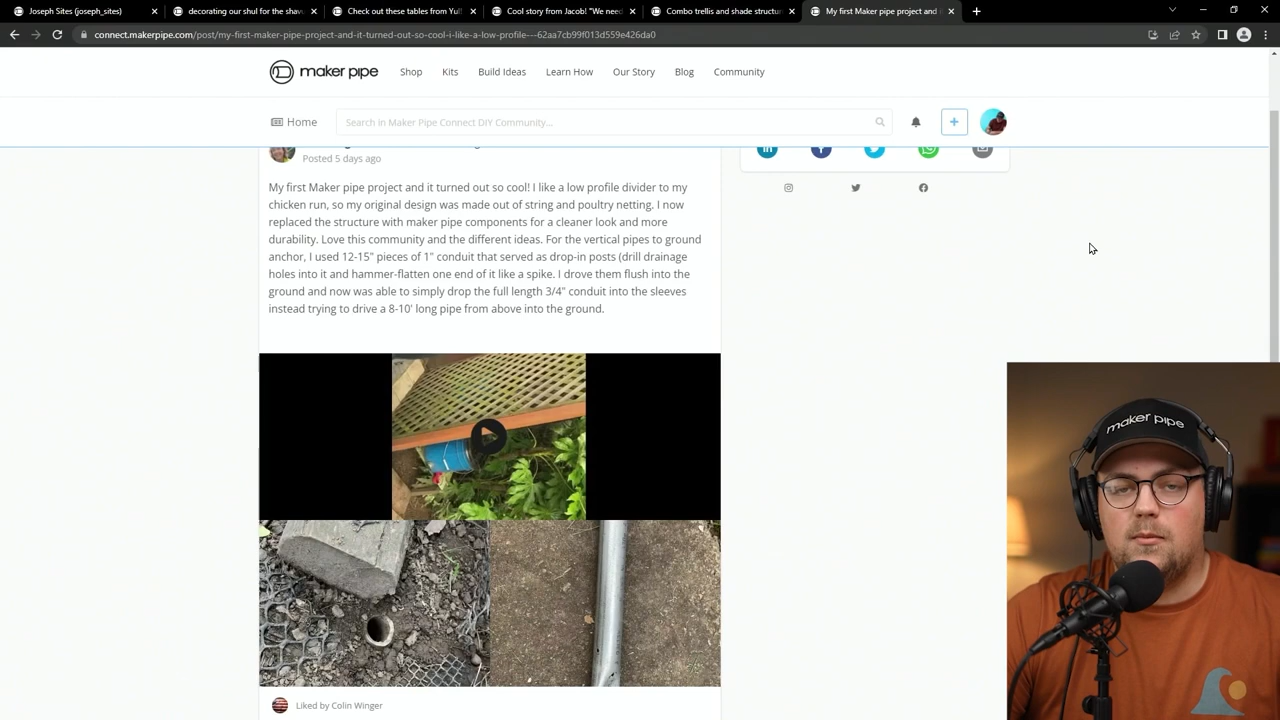 Joseph Sites (joseph_sites)
decorating our shul for the shav
Check out these tables from Yul!
Cool story from Jacob! "We need
Combo trellis and shade structur
My first Maker pipe project and i
connect.makerpipe.com/post/my-first-maker-pipe-project-and-it-turned-out-so-cool-i-like-a-low-profile---62aa7cb99f013d559e426da0
maker pipe
Shop
Kits
Build Ideas
Learn How
Our Story
Blog
Community
Home
Search in Maker Pipe Connect DIY Community...
Posted 5 days ago
My first Maker pipe project and it turned out so cool! I like a low profile divider to my
chicken run, so my original design was made out of string and poultry netting. I now
replaced the structure with maker pipe components for a cleaner look and more
durability. Love this community and the different ideas. For the vertical pipes to ground
anchor, I used 12-15" pieces of 1" conduit that served as drop-in posts (drill drainage
holes into it and hammer-flatten one end of it like a spike. I drove them flush into the
ground and now was able to simply drop the full length 3/4" conduit into the sleeves
instead trying to drive a 8-10' long pipe from above into the ground.
Liked by Colin Winger
maker pipe